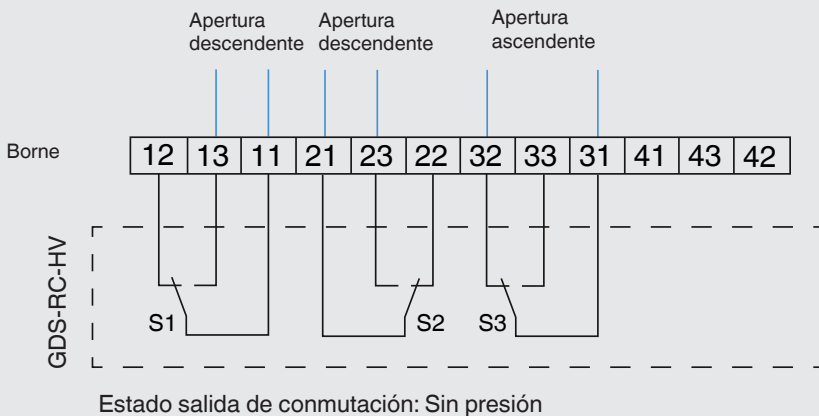 Apertura
descendente
Apertura
descendente
Apertura
ascendente
Borne
12 13 11 21 23 22 32 33 31 41 43 42
GDS-RC-HV
S1 S2 S3
Estado salida de conmutación: Sin presión